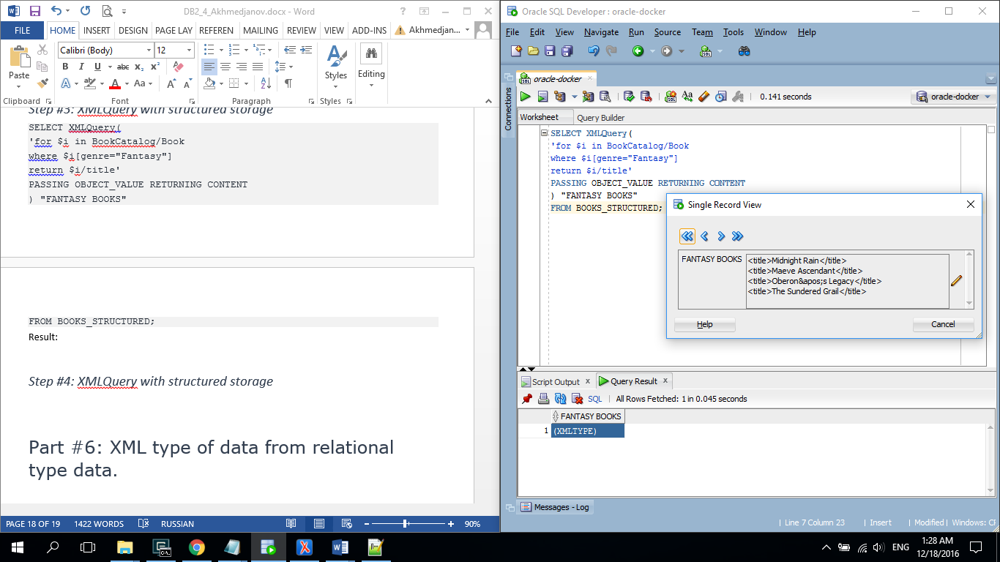 DB2_4_Akhmedjanov.docx - Word
FILE HOME INSERT DESIGN PAGE LAY REFEREN MAILING REVIEW VIEW ADD-INS Akhmedjan...
Calibri (Body) 12
Paste
B I U abc x₂ x²
A aby A Aa A A
Styles
Editing
Clipboard Font Paragraph Styles
Step #3: XMLQuery with structured storage
SELECT XMLQuery(
'for $i in BookCatalog/Book
where $i[genre="Fantasy"]
return $i/title'
PASSING OBJECT_VALUE RETURNING CONTENT
) "FANTASY BOOKS"
FROM BOOKS_STRUCTURED;
Result:
Step #4: XMLQuery with structured storage
Part #6: XML type of data from relational
type data.
PAGE 18 OF 19 1422 WORDS RUSSIAN 90%
Oracle SQL Developer : oracle-docker
File Edit View Navigate Run Source Team Tools Window Help
oracle-docker
Connections
0.141 seconds
oracle-docker
Worksheet Query Builder
SELECT XMLQuery(
'for $i in BookCatalog/Book
where $i[genre="Fantasy"]
return $i/title'
PASSING OBJECT_VALUE RETURNING CONTENT
) "FANTASY BOOKS"
FROM BOOKS_STRUCTURED;
Single Record View
FANTASY BOOKS
<title>Midnight Rain</title>
<title>Maeve Ascendant</title>
<title>Oberon&apos;s Legacy</title>
<title>The Sundered Grail</title>
Help Cancel
Script Output x Query Result x
SQL | All Rows Fetched: 1 in 0.045 seconds
FANTASY BOOKS
1 (XMLTYPE)
Messages - Log
| Line 7 Column 23 | Insert | Modified | Windows: CF
ENG
1:28 AM
12/18/2016